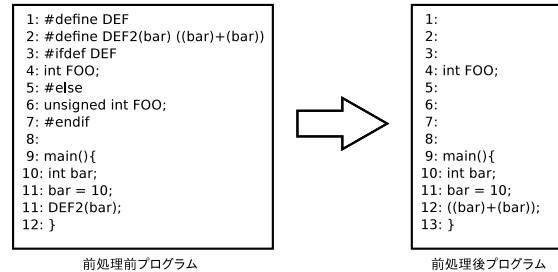 1: #define DEF
2: #define DEF2(bar) ((bar)+(bar))
3: #ifdef DEF
4: int FOO;
5: #else
6: unsigned int FOO;
7: #endif
8:
9: main(){
10: int bar;
11: bar = 10;
11: DEF2(bar);
12: }
前処理前プログラム
1:
2:
3:
4: int FOO;
5:
6:
7:
8:
9: main(){
10: int bar;
11: bar = 10;
12: ((bar)+(bar));
13: }
前処理後プログラム